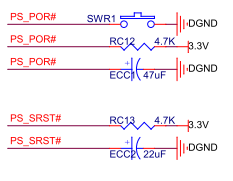 PS_POR# SWR1 DGND
PS_POR# RC12 4.7K 3.3V
PS_POR# DGND
ECC1 47uF
PS_SRST# RC13 4.7K 3.3V
PS_SRST# DGND
ECC2 22uF